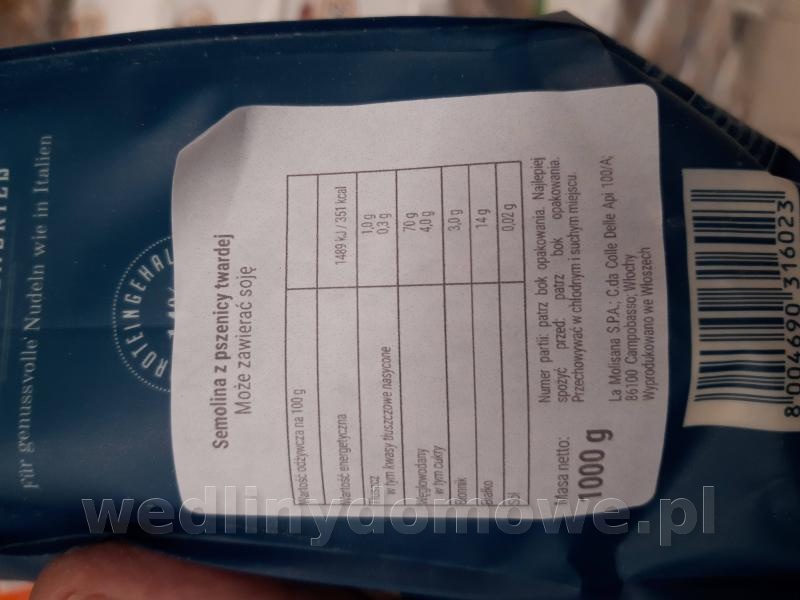 für genussvolle Nudeln wie in Italien
PROTEINGEHAL
Semolina z pszenicy twardej
Może zawierać soję
Wartość odżywcza na 100 g
Wartość energetyczna 1489 kJ / 351 kcal
Tłuszcz 1,0 g
w tym kwasy tłuszczowe nasycone 0,3 g
Węglowodany 70 g
w tym cukry 4,0 g
Błonnik 3,0 g
Białko 14 g
Sól 0,02 g
Masa netto:
1000 g
Numer partii: patrz bok opakowania. Najlepiej
spożyć przed: patrz bok opakowania.
Przechowywać w chłodnym i suchym miejscu.
La Molisana S.P.A.; C.da Colle Delle Api 100/A;
86100 Campobasso; Włochy
Wyprodukowano we Włoszech
8 004690 316023
wedlinydomowe.pl